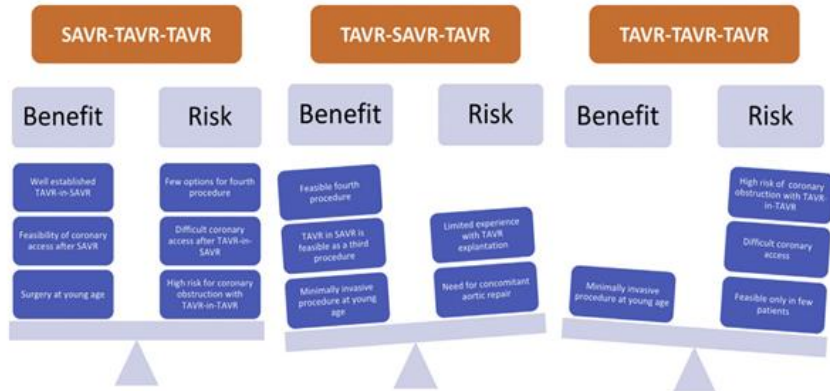 SAVR-TAVR-TAVR
Benefit
Risk
Well established
TAVR-in-SAVR
Feasibility of coronary
access after SAVR
Surgery at young age
Few options for fourth
procedure
Difficult coronary
access after TAVR-in-
SAVR
High risk for coronary
obstruction with
TAVR-in-TAVR
TAVR-SAVR-TAVR
Benefit
Risk
Feasible fourth
procedure
TAVR in SAVR is
feasible as a third
procedure
Minimally invasive
procedure at young
age
Limited experience
with TAVR
explantation
Need for concomitant
aortic repair
TAVR-TAVR-TAVR
Benefit
Risk
Minimally invasive
procedure at young age
High risk of coronary
obstruction with TAVR-
in-TAVR
Difficult coronary
access
Feasible only in few
patients